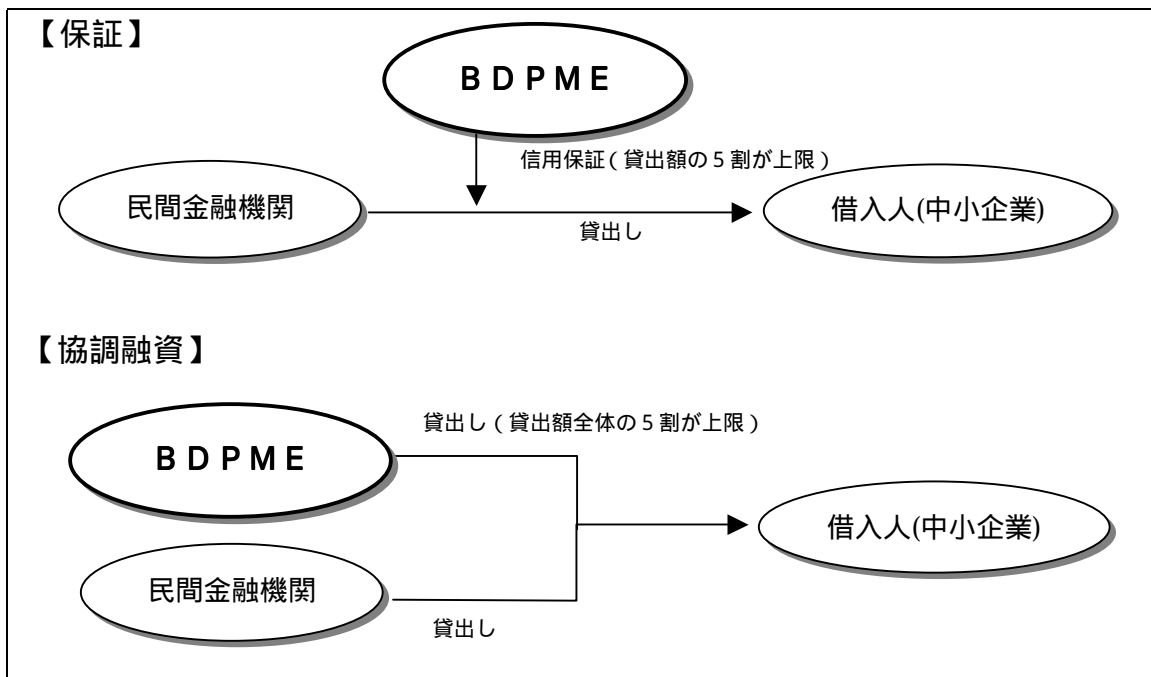 【保証】
ＢＤＰＭＥ
信用保証（貸出額の５割が上限）
民間金融機関
借入人(中小企業)
貸出し
【協調融資】
貸出し（貸出額全体の５割が上限）
ＢＤＰＭＥ
借入人(中小企業)
民間金融機関
貸出し